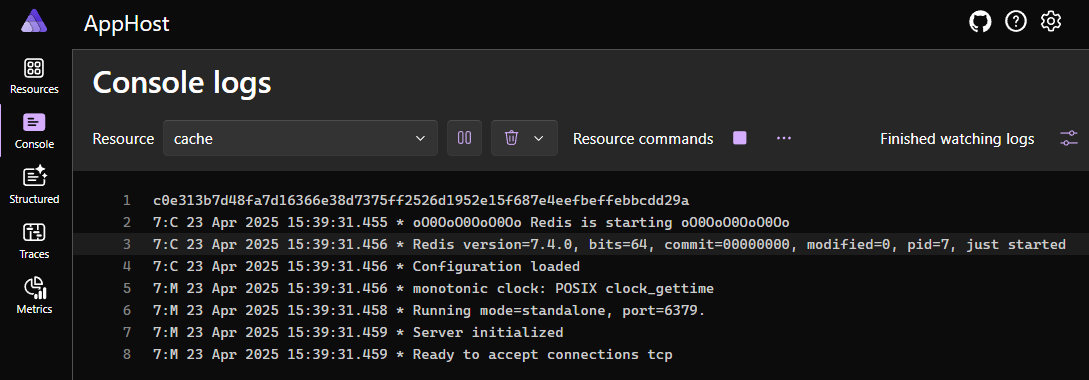 AppHost
Resources
Console
Structured
Traces
Metrics
Console logs
Resource cache Resource commands Finished watching logs
1 c0e313b7d48fa7d16366e38d7375ff2526d1952e15f687e4eefbeffebbcdd29a
2 7:C 23 Apr 2025 15:39:31.455 * oO0OoO0OoO0Oo Redis is starting oO0OoO0OoO0Oo
3 7:C 23 Apr 2025 15:39:31.456 * Redis version=7.4.0, bits=64, commit=00000000, modified=0, pid=7, just started
4 7:C 23 Apr 2025 15:39:31.456 * Configuration loaded
5 7:M 23 Apr 2025 15:39:31.456 * monotonic clock: POSIX clock_gettime
6 7:M 23 Apr 2025 15:39:31.458 * Running mode=standalone, port=6379.
7 7:M 23 Apr 2025 15:39:31.459 * Server initialized
8 7:M 23 Apr 2025 15:39:31.459 * Ready to accept connections tcp